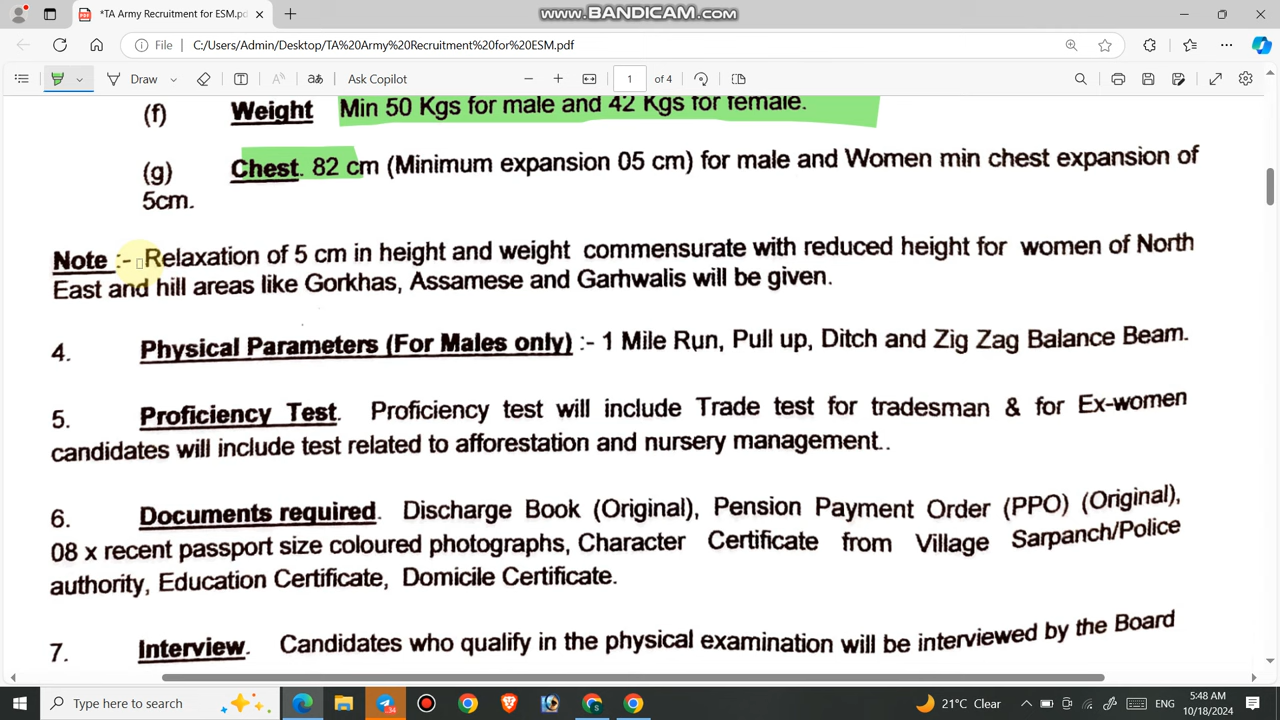 www.BANDICAM.com
*TA Army Recruitment for ESM.pd
File C:/Users/Admin/Desktop/TA%20Army%20Recruitment%20for%20ESM.pdf
Draw Ask Copilot 1 of 4
(f) Weight Min 50 Kgs for male and 42 Kgs for female.
(g) Chest. 82 cm (Minimum expansion 05 cm) for male and Women min chest expansion of
5cm.
Note :- Relaxation of 5 cm in height and weight commensurate with reduced height for women of North
East and hill areas like Gorkhas, Assamese and Garhwalis will be given.
4. Physical Parameters (For Males only) :- 1 Mile Run, Pull up, Ditch and Zig Zag Balance Beam.
5. Proficiency Test. Proficiency test will include Trade test for tradesman & for Ex-women
candidates will include test related to afforestation and nursery management..
6. Documents required. Discharge Book (Original), Pension Payment Order (PPO) (Original),
08 x recent passport size coloured photographs, Character Certificate from Village Sarpanch/Police
authority, Education Certificate, Domicile Certificate.
7. Interview. Candidates who qualify in the physical examination will be interviewed by the Board
Type here to search 34 21°C Clear ENG 5:48 AM
10/18/2024